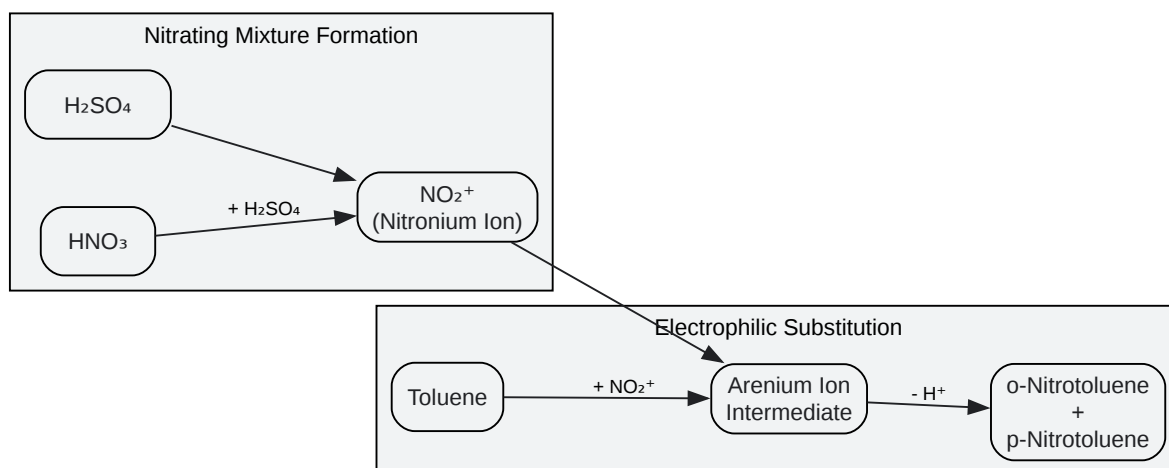 Nitrating Mixture Formation
H₂SO₄
HNO₃
+ H₂SO₄
NO₂⁺
(Nitronium Ion)
Electrophilic Substitution
Toluene
+ NO₂⁺
Arenium Ion
Intermediate
- H⁺
o-Nitrotoluene
+
p-Nitrotoluene